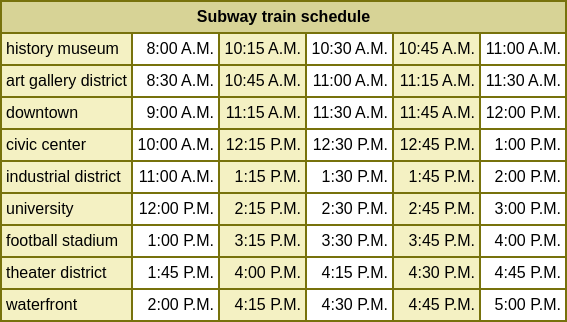 Subway train schedule
history museum 8:00 A.M. 10:15 A.M. 10:30 A.M. 10:45 A.M. 11:00 A.M.
art gallery district 8:30 A.M. 10:45 A.M. 11:00 A.M. 11:15 A.M. 11:30 A.M.
downtown 9:00 A.M. 11:15 A.M. 11:30 A.M. 11:45 A.M. 12:00 P.M.
civic center 10:00 A.M. 12:15 P.M. 12:30 P.M. 12:45 P.M. 1:00 P.M.
industrial district 11:00 A.M. 1:15 P.M. 1:30 P.M. 1:45 P.M. 2:00 P.M.
university 12:00 P.M. 2:15 P.M. 2:30 P.M. 2:45 P.M. 3:00 P.M.
football stadium 1:00 P.M. 3:15 P.M. 3:30 P.M. 3:45 P.M. 4:00 P.M.
theater district 1:45 P.M. 4:00 P.M. 4:15 P.M. 4:30 P.M. 4:45 P.M.
waterfront 2:00 P.M. 4:15 P.M. 4:30 P.M. 4:45 P.M. 5:00 P.M.